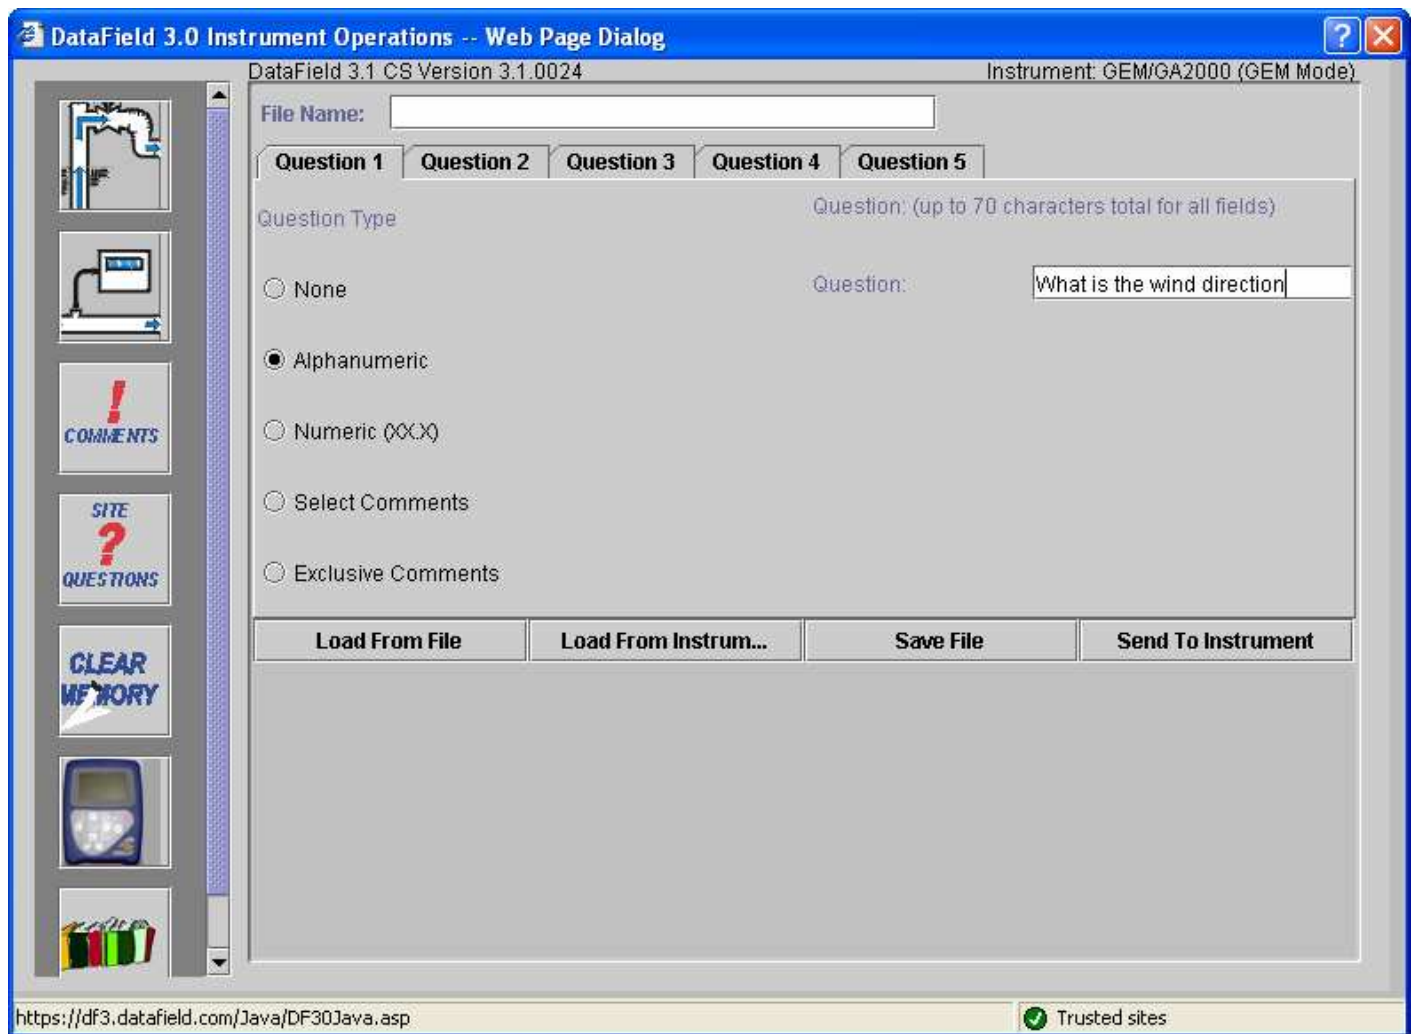 DataField 3.0 Instrument Operations -- Web Page Dialog
DataField 3.1 CS Version 3.1.0024 Instrument: GEM/GA2000 (GEM Mode)
File Name:
Question 1 Question 2 Question 3 Question 4 Question 5
Question Type Question: (up to 70 characters total for all fields)
None Question: What is the wind direction
Alphanumeric
Numeric (XX.X)
Select Comments
Exclusive Comments
Load From File Load From Instrum... Save File Send To Instrument
!
COMMENTS
SITE
?
QUESTIONS
CLEAR
MEMORY
https://df3.datafield.com/Java/DF30Java.asp Trusted sites